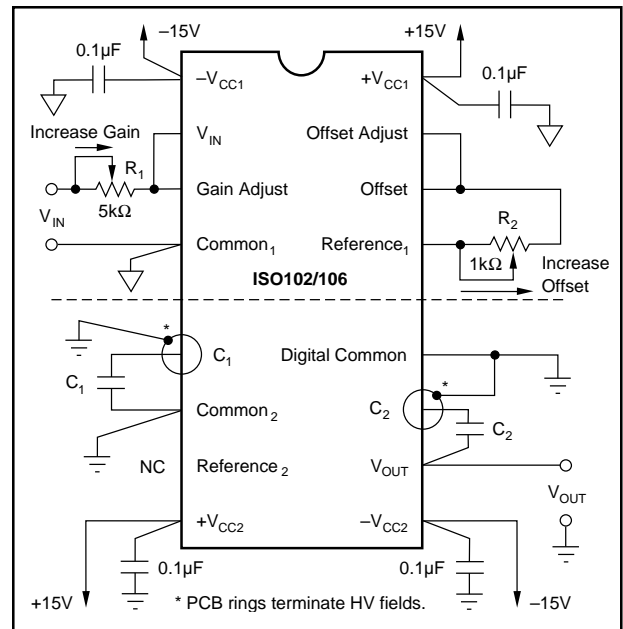 –15V
+15V
0.1µF
–VCC1
+VCC1
0.1µF
Increase Gain
VIN
Offset Adjust
R1
Gain Adjust
Offset
5kΩ
R2
VIN
Common1
Reference1
1kΩ
Increase
Offset
ISO102/106
*
C1
Digital Common
C1
*
C2
Common2
C2
NC
Reference2
VOUT
VOUT
+VCC2
–VCC2
0.1µF
0.1µF
+15V
* PCB rings terminate HV fields.
–15V